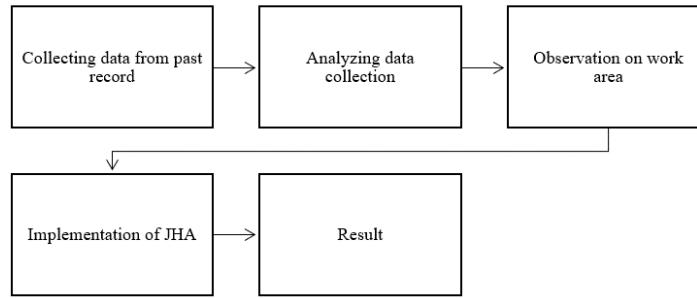 Collecting data from past
record
Analyzing data
collection
Observation on work
area
Implementation of JHA
Result